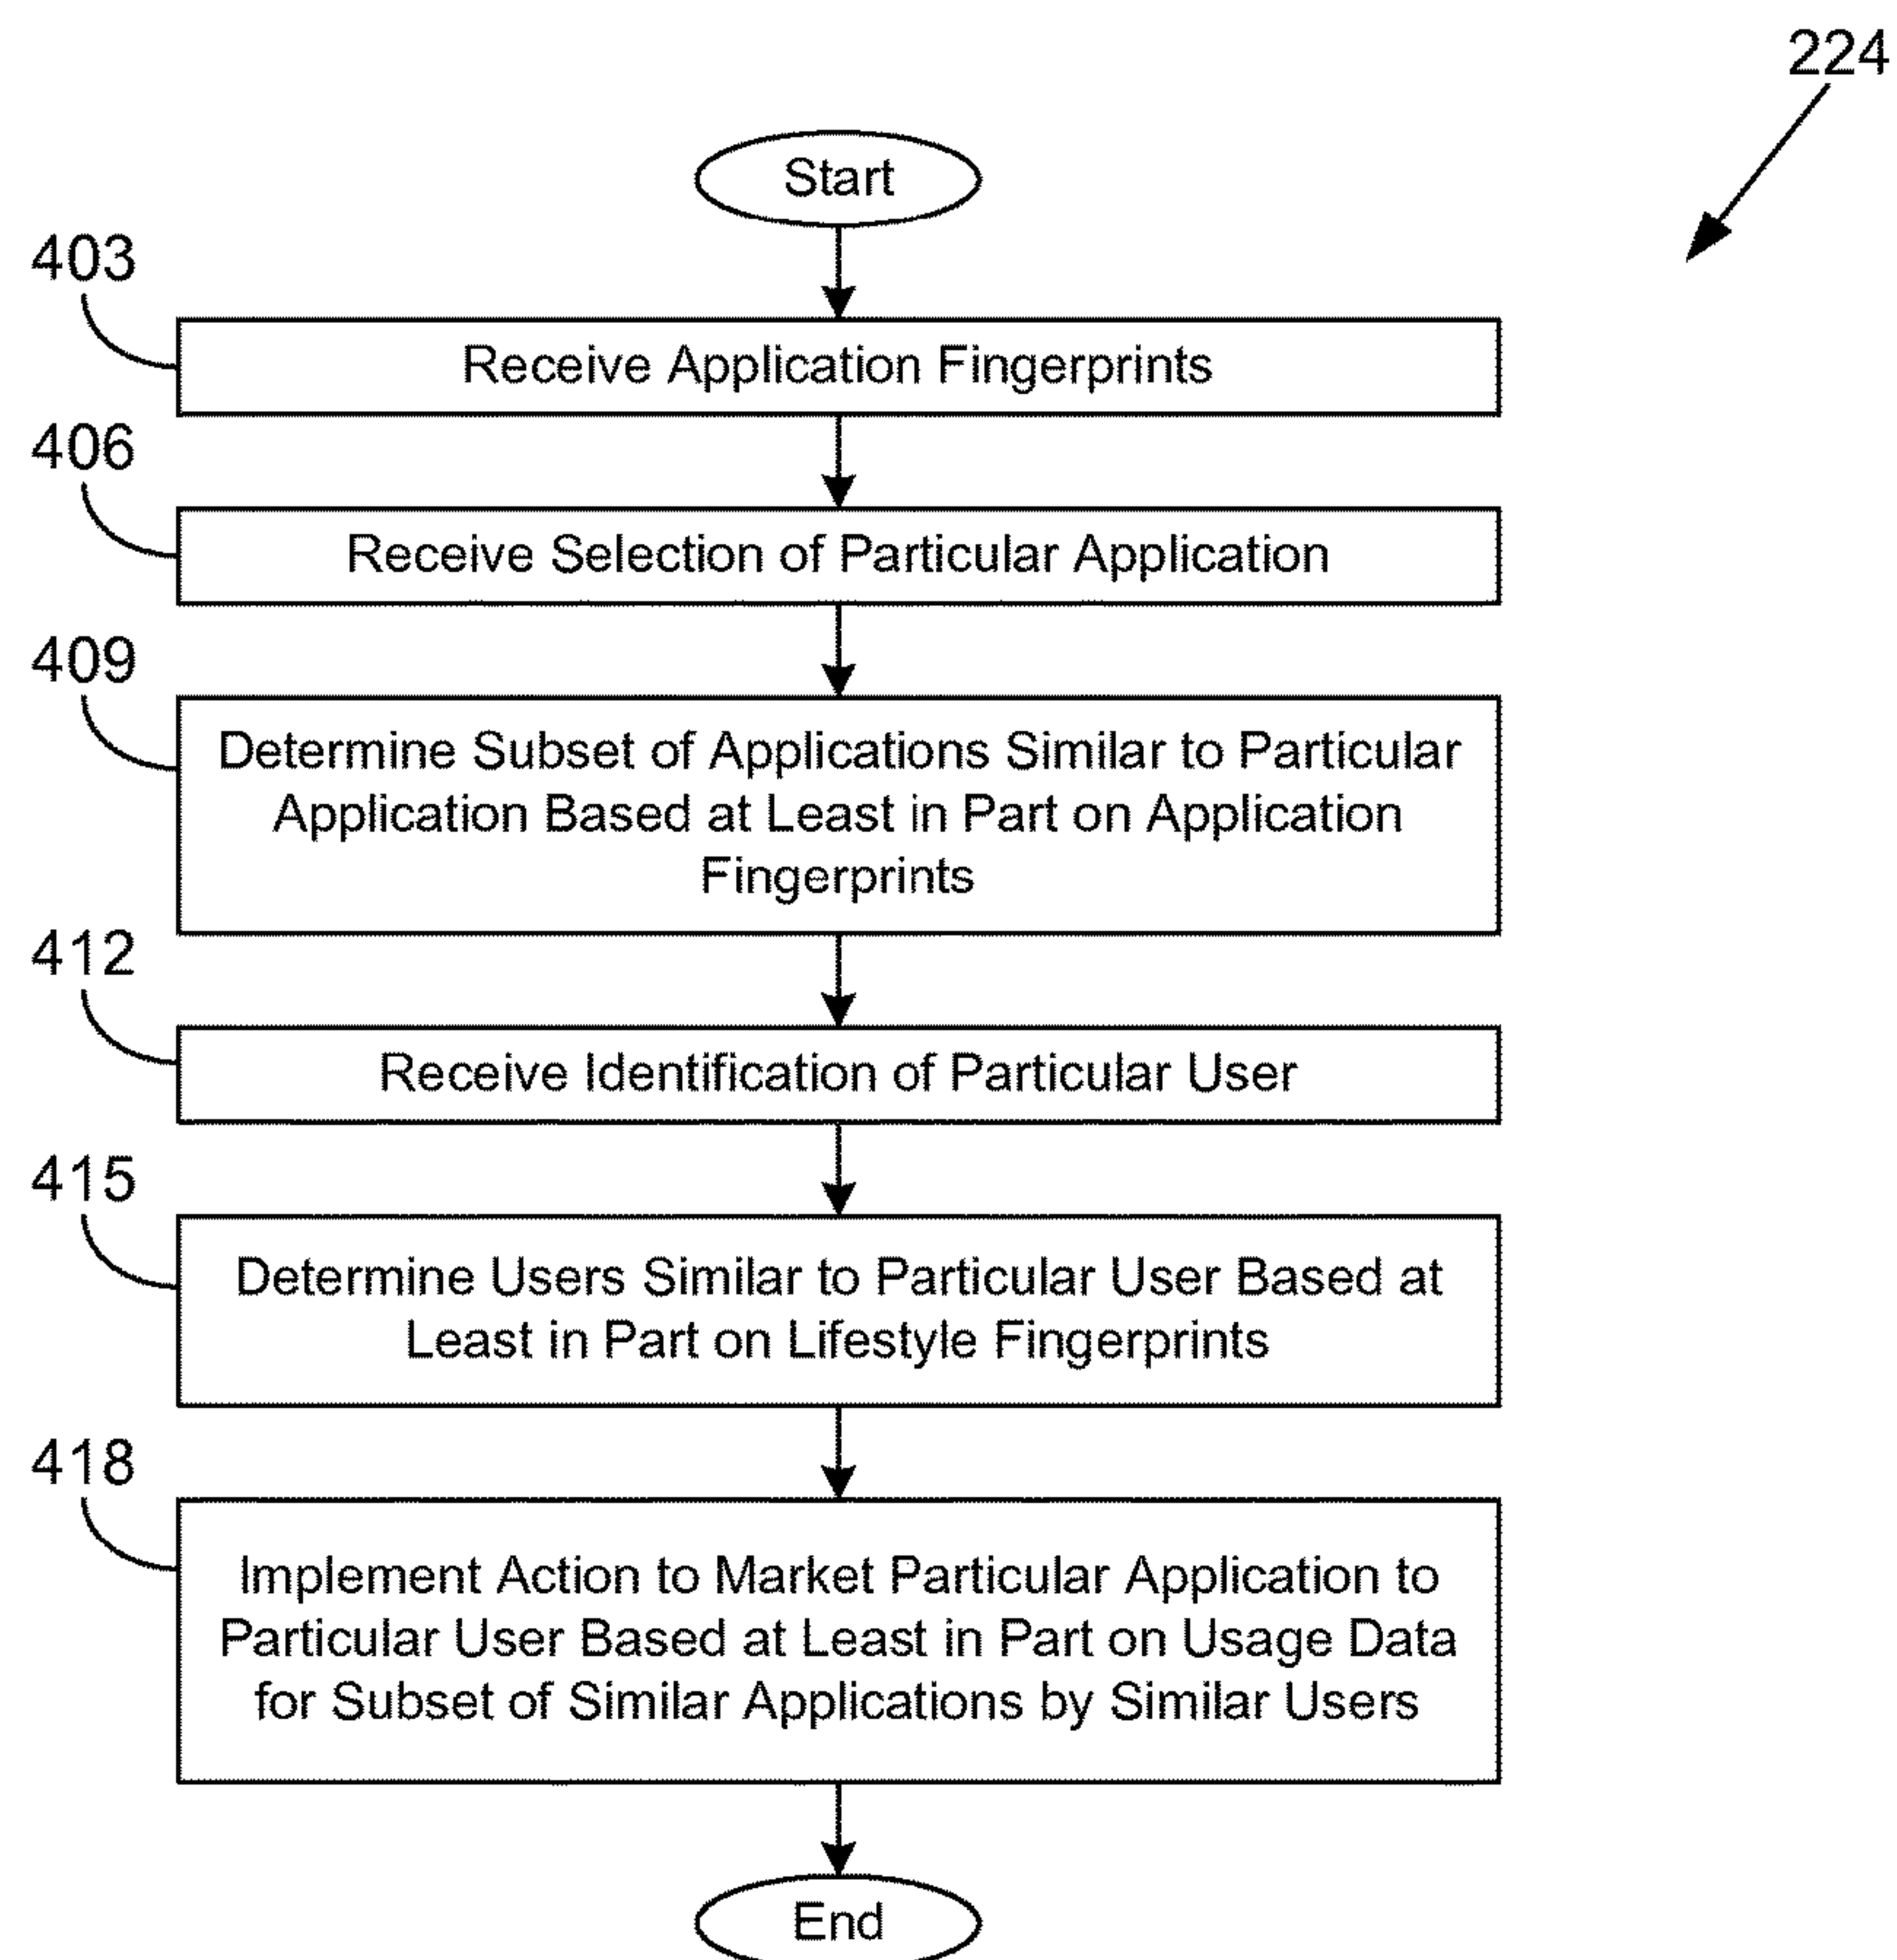 224
Start
403
Receive Application Fingerprints
406
Receive Selection of Particular Application
409
Determine Subset of Applications Similar to Particular
Application Based at Least in Part on Application
Fingerprints
412
Receive Identification of Particular User
415
Determine Users Similar to Particular User Based at
Least in Part on Lifestyle Fingerprints
418
Implement Action to Market Particular Application to
Particular User Based at Least in Part on Usage Data
for Subset of Similar Applications by Similar Users
End